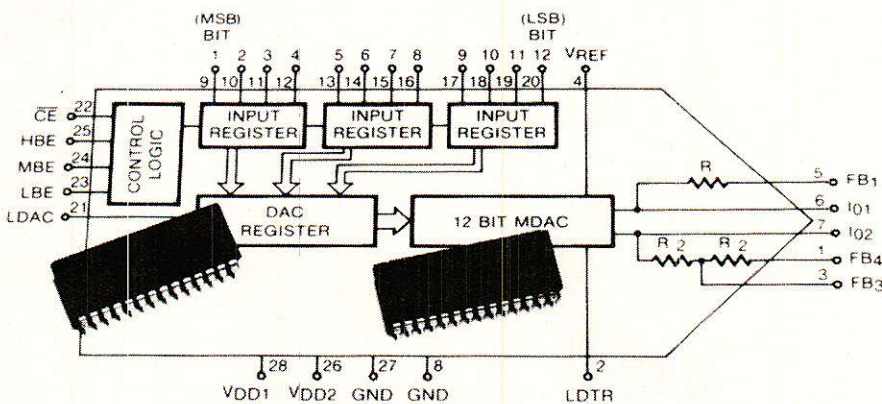 (MSB) (LSB)
BIT BIT
1 2 3 4 5 6 7 8 9 10 11 12 VREF
9 10 11 12 13 14 15 16 17 18 19 20 4
CE 22
HBE 25
MBE 24
LBE 23
LDAC 21
CONTROL LOGIC
INPUT REGISTER
INPUT REGISTER
INPUT REGISTER
DAC REGISTER
12 BIT MDAC
R 5 FB1
6 IO1
7 IO2
R 2 R 2 1 FB4
3 FB3
28 26 27 8 2
VDD1 VDD2 GND GND LDTR